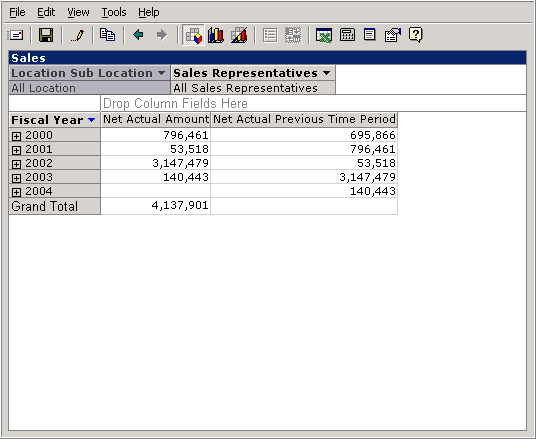 File Edit View Tools Help
Sales
Location Sub Location Sales Representatives
All Location All Sales Representatives
Drop Column Fields Here
Fiscal Year Net Actual Amount Net Actual Previous Time Period
2000 796,461 695,866
2001 53,518 796,461
2002 3,147,479 53,518
2003 140,443 3,147,479
2004 140,443
Grand Total 4,137,901